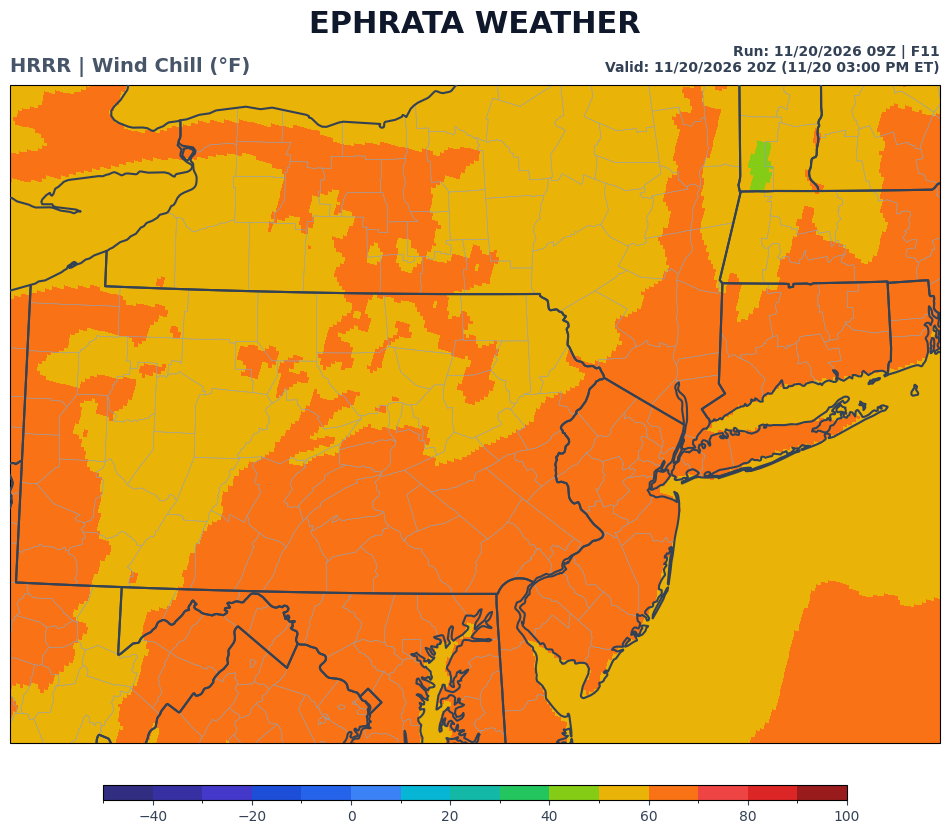 EPHRATA WEATHER
HRRR | Wind Chill (°F)
Run: 11/20/2026 09Z | F11
Valid: 11/20/2026 20Z (11/20 03:00 PM ET)
−40 −20 0 20 40 60 80 100